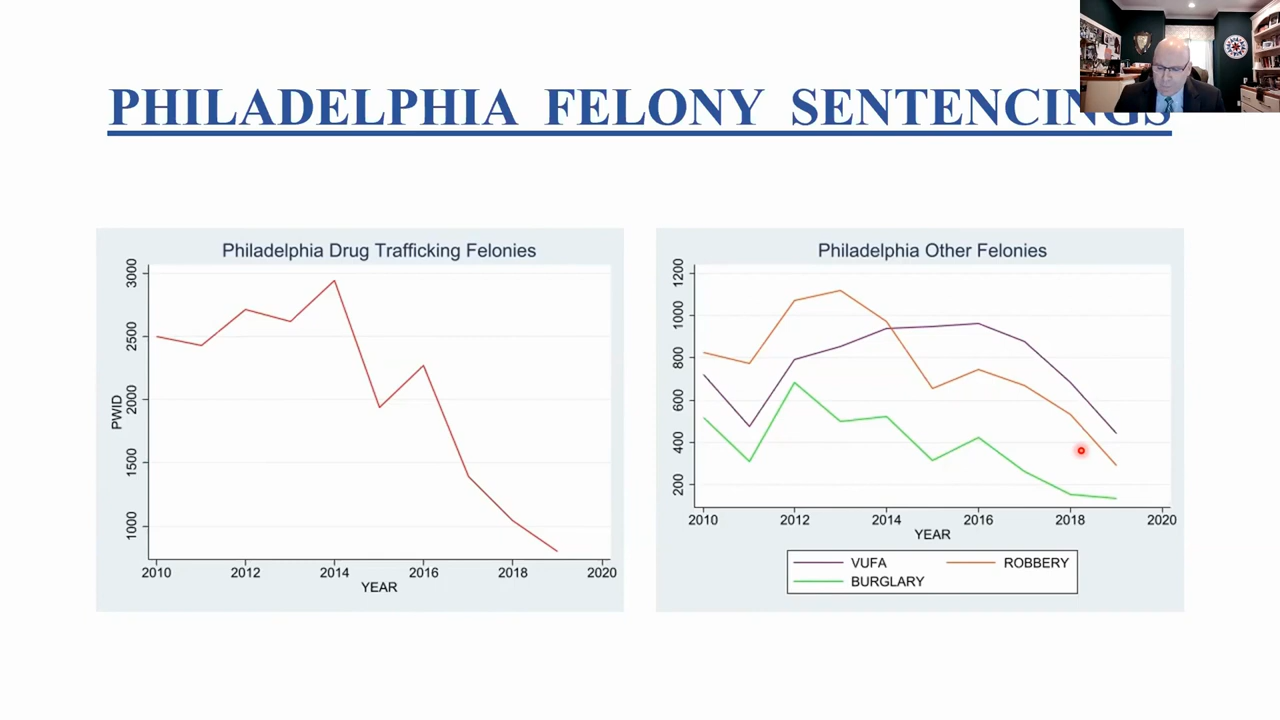 PHILADELPHIA FELONY SENTENCINGS
Philadelphia Drug Trafficking Felonies
3000
2500
2000
1500
1000
PWID
2010 2012 2014 2016 2018 2020
YEAR
Philadelphia Other Felonies
1200
1000
800
600
400
200
2010 2012 2014 2016 2018 2020
YEAR
VUFA ROBBERY
BURGLARY